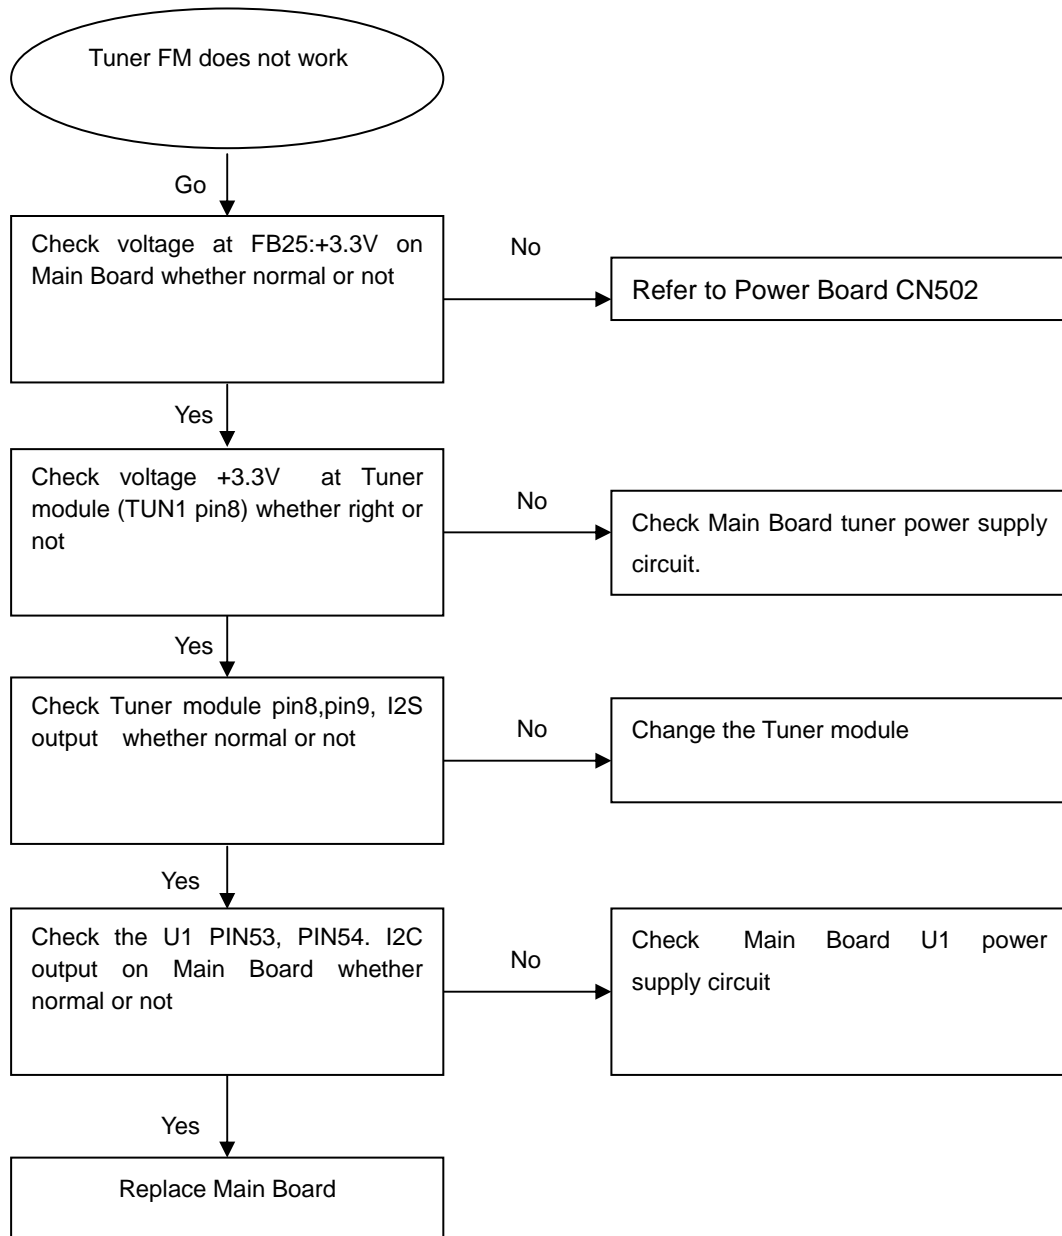 Tuner FM does not work
Go
Check voltage at FB25:+3.3V on
Main Board whether normal or not
No
Refer to Power Board CN502
Yes
Check voltage +3.3V at Tuner
module (TUN1 pin8) whether right or
not
No
Check Main Board tuner power supply
circuit.
Yes
Check Tuner module pin8,pin9, I2S
output whether normal or not
No
Change the Tuner module
Yes
Check the U1 PIN53, PIN54. I2C
output on Main Board whether
normal or not
No
Check Main Board U1 power
supply circuit
Yes
Replace Main Board